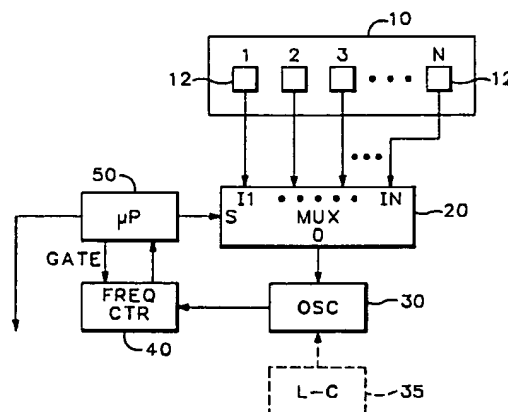 10
1 2 3 N
12 12
50
I1 IN
µP S MUX 20
O
GATE
FREQ
CTR OSC 30
40
L-C 35